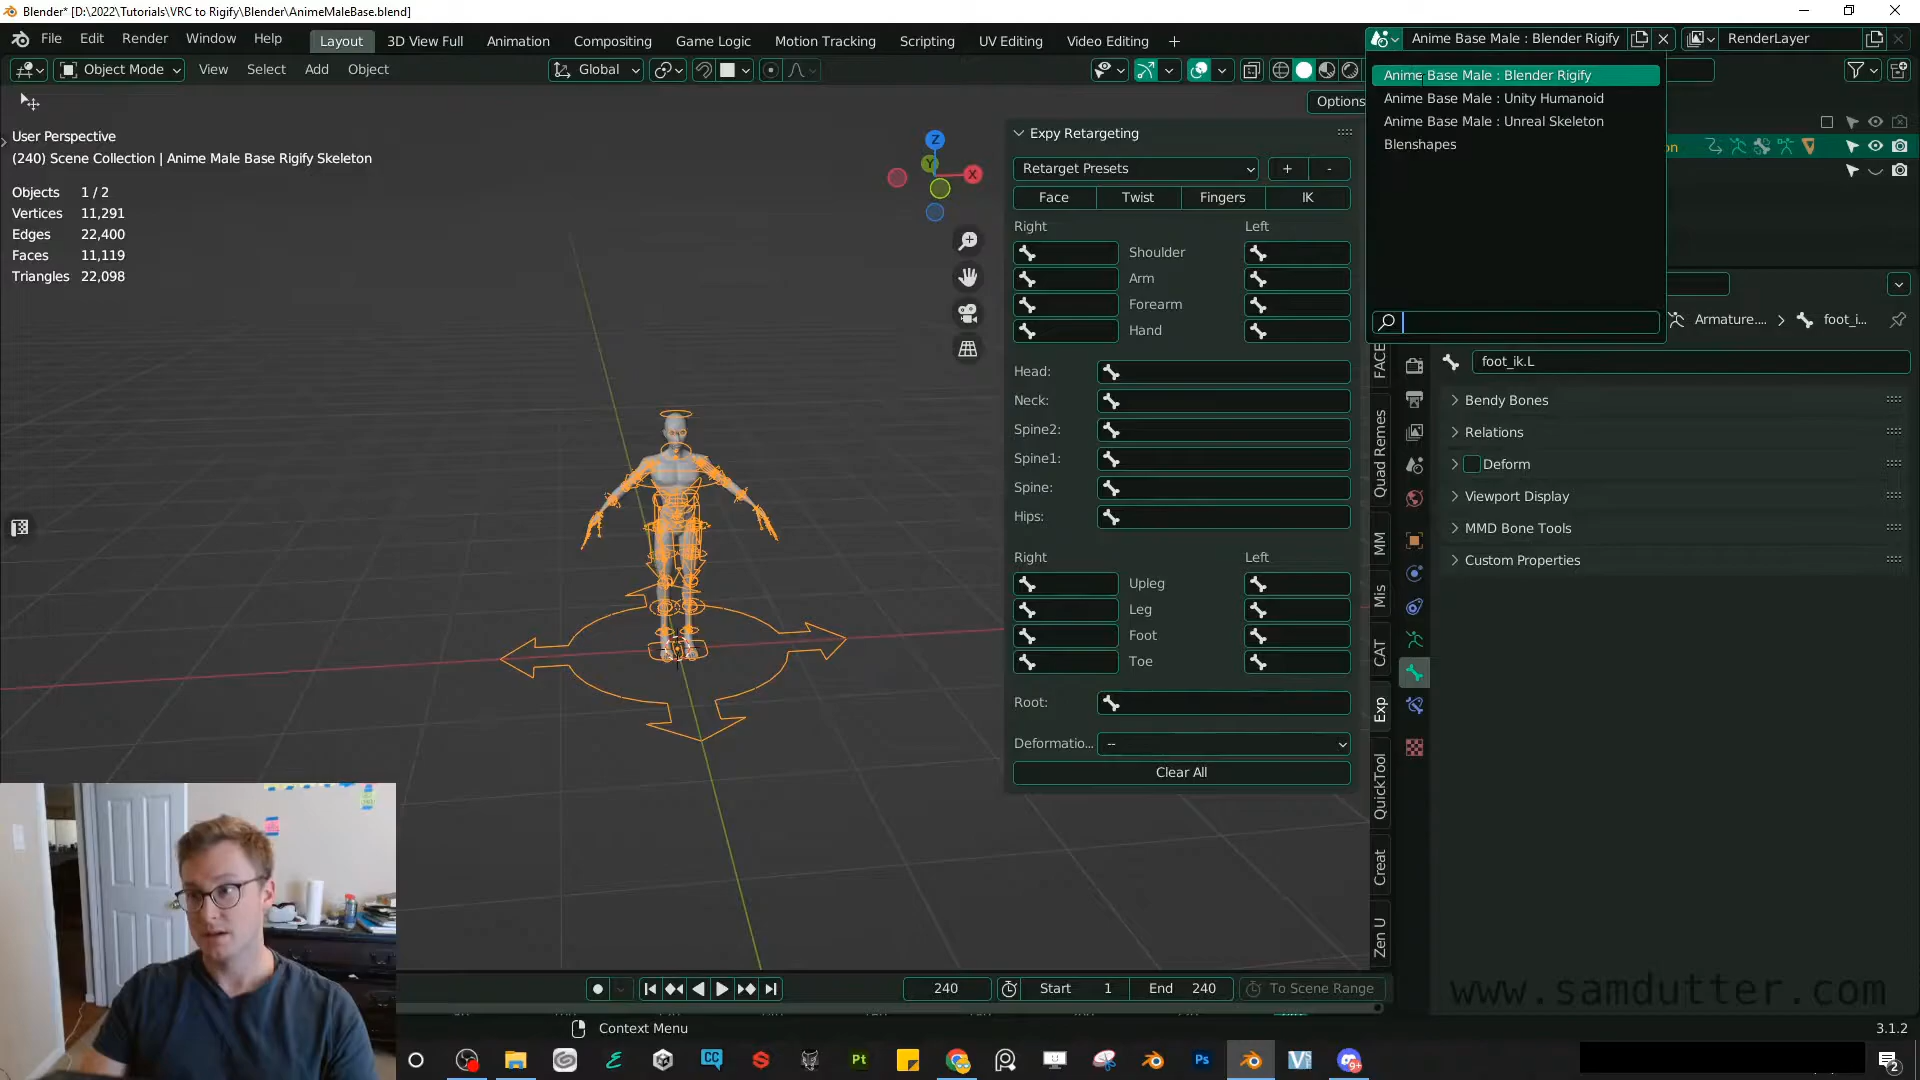 Blender* [D:\2022\Tutorials\VRC to Rigify\Blender\AnimeMaleBase.blend]
File Edit Render Window Help Layout 3D View Full Animation Compositing Game Logic Motion Tracking Scripting UV Editing Video Editing + Anime Base Male : Blender Rigify RenderLayer
Object Mode View Select Add Object Global
Anime Base Male : Blender Rigify
Anime Base Male : Unity Humanoid
Anime Base Male : Unreal Skeleton
Blenshapes
Options
User Perspective
(240) Scene Collection | Anime Male Base Rigify Skeleton
Objects 1 / 2
Vertices 11,291
Edges 22,400
Faces 11,119
Triangles 22,098
Z
Y
X
Expy Retargeting
Retarget Presets + -
Face Twist Fingers IK
Right Left
Shoulder
Arm
Forearm
Hand
Head:
Neck:
Spine2:
Spine1:
Spine:
Hips:
Right Left
Upleg
Leg
Foot
Toe
Root:
Deformatio... --
Clear All
FACE
Quad Remes
MM
Mis
CAT
Exp
QuickTool
Creat
Zen U
on
Armature.... foot_i...
foot_ik.L
Bendy Bones
Relations
Deform
Viewport Display
MMD Bone Tools
Custom Properties
www.samdutter.com
240 Start 1 End 240 To Scene Range
Context Menu
3.1.2
CC
Pt
Ps
2